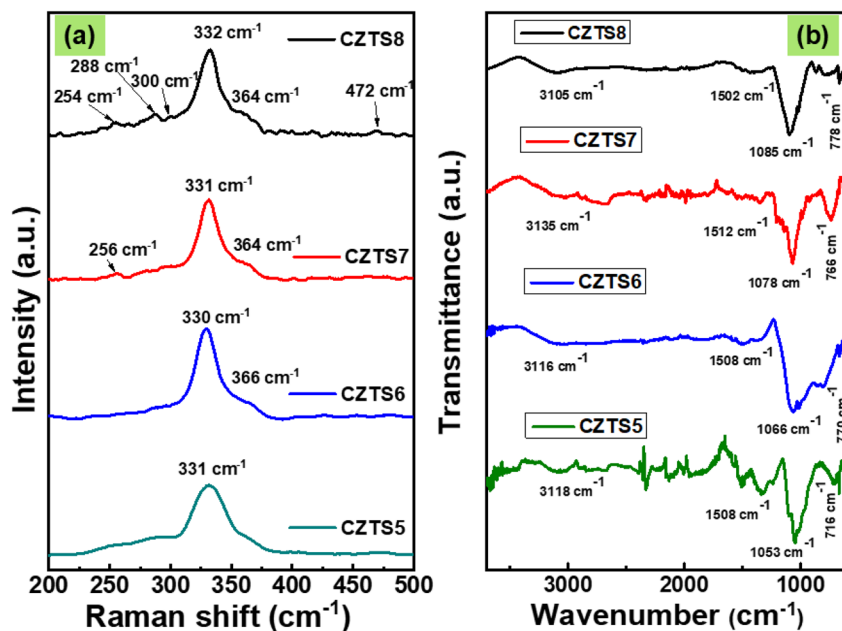 (a)
332 cm-1
CZTS8
288 cm-1
300 cm-1
254 cm-1
364 cm-1
472 cm-1
331 cm-1
CZTS7
256 cm-1
364 cm-1
330 cm-1
CZTS6
366 cm-1
331 cm-1
CZTS5
200 250 300 350 400 450 500
Raman shift (cm-1)
Intensity (a.u.)
(b)
CZTS8
3105 cm-1
1502 cm-1
1085 cm-1
778 cm-1
CZTS7
3135 cm-1
1512 cm-1
1078 cm-1
766 cm-1
CZTS6
3116 cm-1
1508 cm-1
1066 cm-1
CZTS5
3118 cm-1
1508 cm-1
1053 cm-1
716 cm-1
3000 2000 1000
Wavenumber (cm-1)
Transmittance (a.u.)